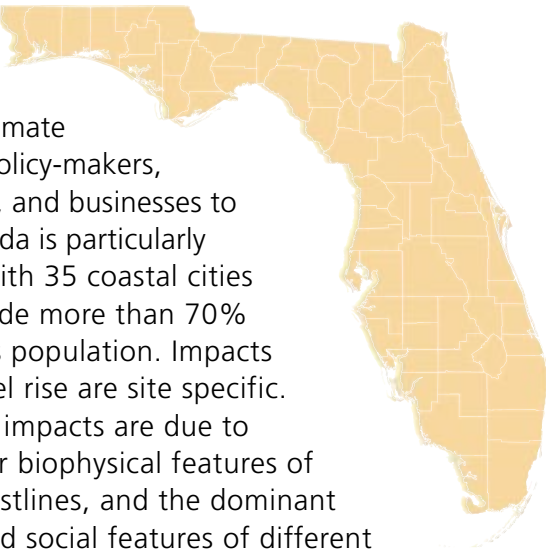 mate
olicy-makers,
and businesses to
da is particularly
ith 35 coastal cities
de more than 70%
population. Impacts
el rise are site specific.
impacts are due to
r biophysical features of
stlines, and the dominant
d social features of different